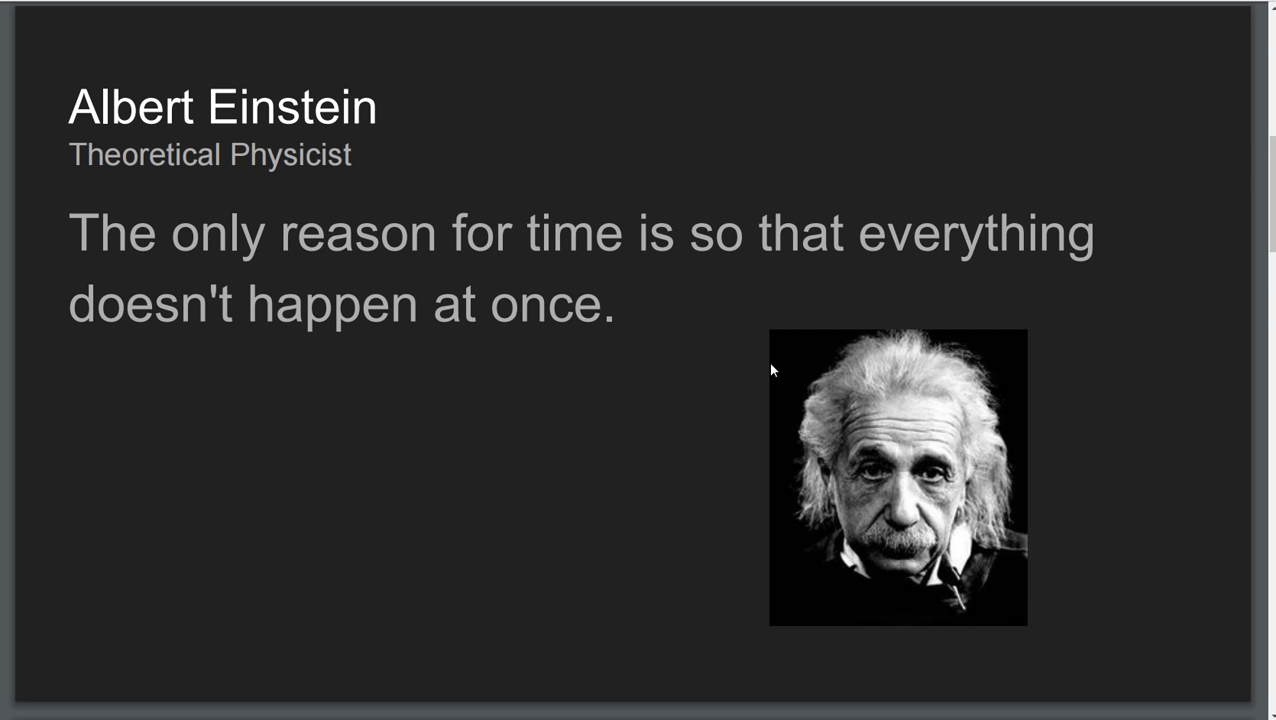 Albert Einstein
Theoretical Physicist
The only reason for time is so that everything
doesn't happen at once.